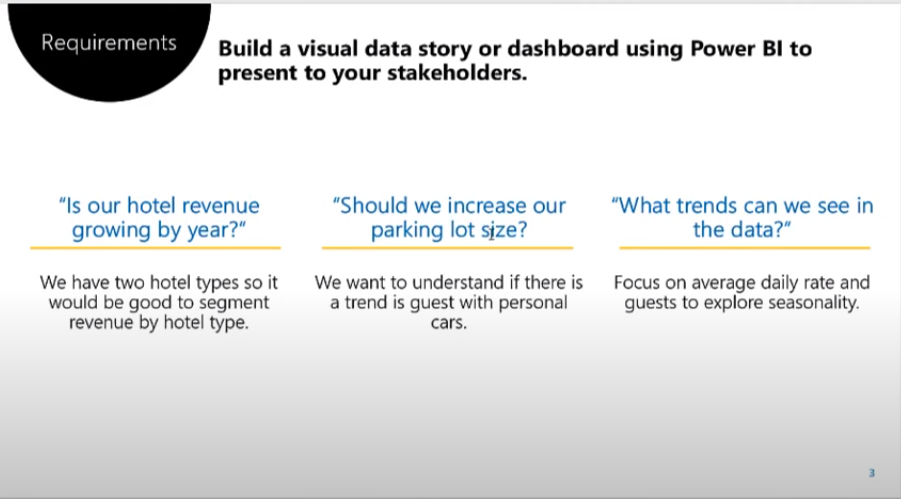 Requirements
Build a visual data story or dashboard using Power BI to
present to your stakeholders.
“Is our hotel revenue
growing by year?”
We have two hotel types so it
would be good to segment
revenue by hotel type.
“Should we increase our
parking lot size?
We want to understand if there is
a trend is guest with personal
cars.
“What trends can we see in
the data?”
Focus on average daily rate and
guests to explore seasonality.
3